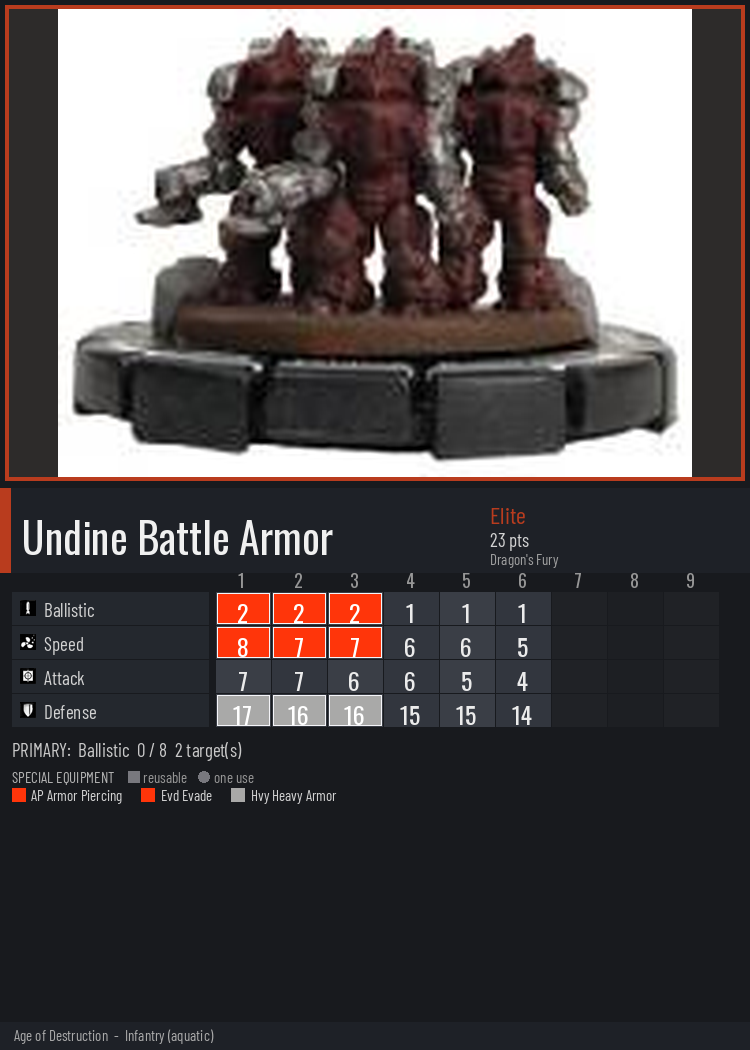 Undine Battle Armor
Elite
23 pts
Dragon's Fury
1 2 3 4 5 6 7 8 9
Ballistic 2 2 2 1 1 1
Speed 8 7 7 6 6 5
Attack 7 7 6 6 5 4
Defense 17 16 16 15 15 14
PRIMARY: Ballistic 0 / 8 2 target(s)
SPECIAL EQUIPMENT reusable one use
AP Armor Piercing Evd Evade Hvy Heavy Armor
Age of Destruction - Infantry (aquatic)